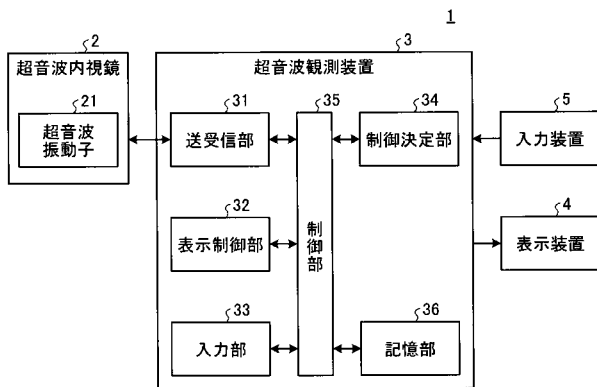 1
2
超音波内視鏡
21
超音波
振動子
3
超音波観測装置
31
送受信部
35
制御部
34
制御決定部
5
入力装置
32
表示制御部
4
表示装置
33
入力部
36
記憶部